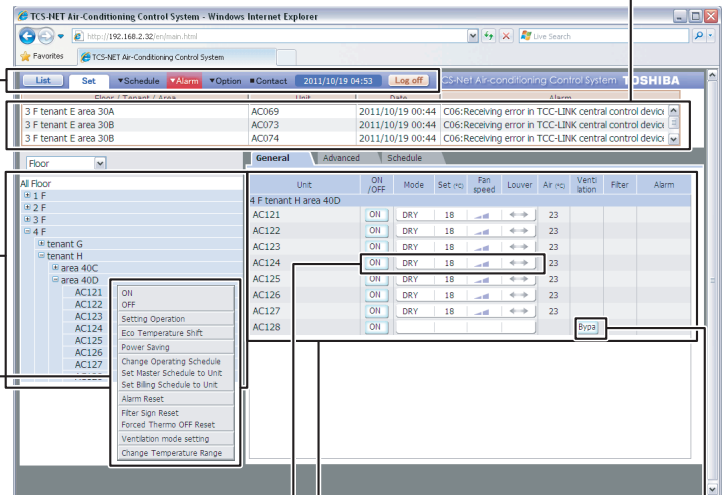 TCS-NET Air-Conditioning Control System - Windows Internet Explorer
http://192.168.2.32/en/main.html
Live Search
Favorites TCS-NET Air-Conditioning Control System
List Set ▼Schedule ▼Alarm ▼Option ■Contact 2011/10/19 04:53 Log off CS-Net Air-conditioning Control System TOSHIBA
Floor / Tenant / Area Unit Date Alarm
3 F tenant E area 30A AC069 2011/10/19 00:44 C06:Receiving error in TCC-LINK central control device
3 F tenant E area 30B AC073 2011/10/19 00:44 C06:Receiving error in TCC-LINK central control device
3 F tenant E area 30B AC074 2011/10/19 00:44 C06:Receiving error in TCC-LINK central control device
Floor
General Advanced Schedule
All Floor
1 F
2 F
3 F
4 F
tenant G
tenant H
area 40C
area 40D
AC121
AC122
AC123
AC124
AC125
AC126
AC127
ON
OFF
Setting Operation
Eco Temperature Shift
Power Saving
Change Operating Schedule
Set Master Schedule to Unit
Set Billing Schedule to Unit
Alarm Reset
Filter Sign Reset
Forced Thermo OFF Reset
Ventilation mode setting
Change Temperature Range
Unit ON /OFF Mode Set (°C) Fan speed Louver Air (°C) Venti lation Filter Alarm
4 F tenant H area 40D
AC121 ON DRY 18 23
AC122 ON DRY 18 23
AC123 ON DRY 18 23
AC124 ON DRY 18 23
AC125 ON DRY 18 23
AC126 ON DRY 18 23
AC127 ON DRY 18 23
AC128 ON Bypa